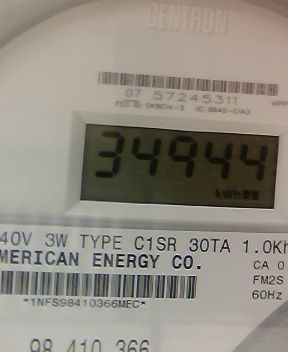 CENTRON
07 57245311
34944
kWh
40V 3W TYPE C1SR 30TA 1.0Kh
MERICAN ENERGY CO.
CA 0
FM2S
60Hz
*1NFS98410366MEC*
98 410 366